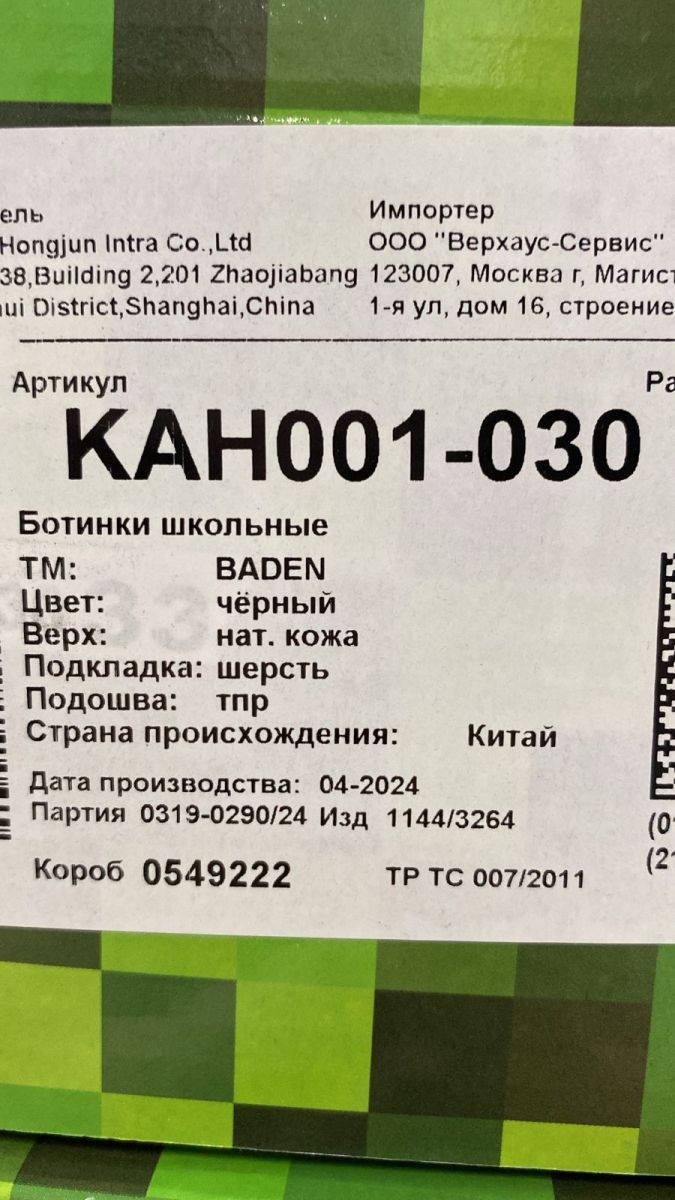 ель
Hongjun Intra Co.,Ltd
38,Building 2,201 Zhaojiabang
ui District,Shanghai,China
Импортер
ООО "Верхаус-Сервис"
123007, Москва г, Магист
1-я ул, дом 16, строение
Артикул
Ра
KAH001-030
Ботинки школьные
ТМ: BADEN
Цвет: чёрный
Верх: нат. кожа
Подкладка: шерсть
Подошва: тпр
Страна происхождения: Китай
Дата производства: 04-2024
Партия 0319-0290/24 Изд 1144/3264
Короб 0549222
ТР ТС 007/2011
(0
(2